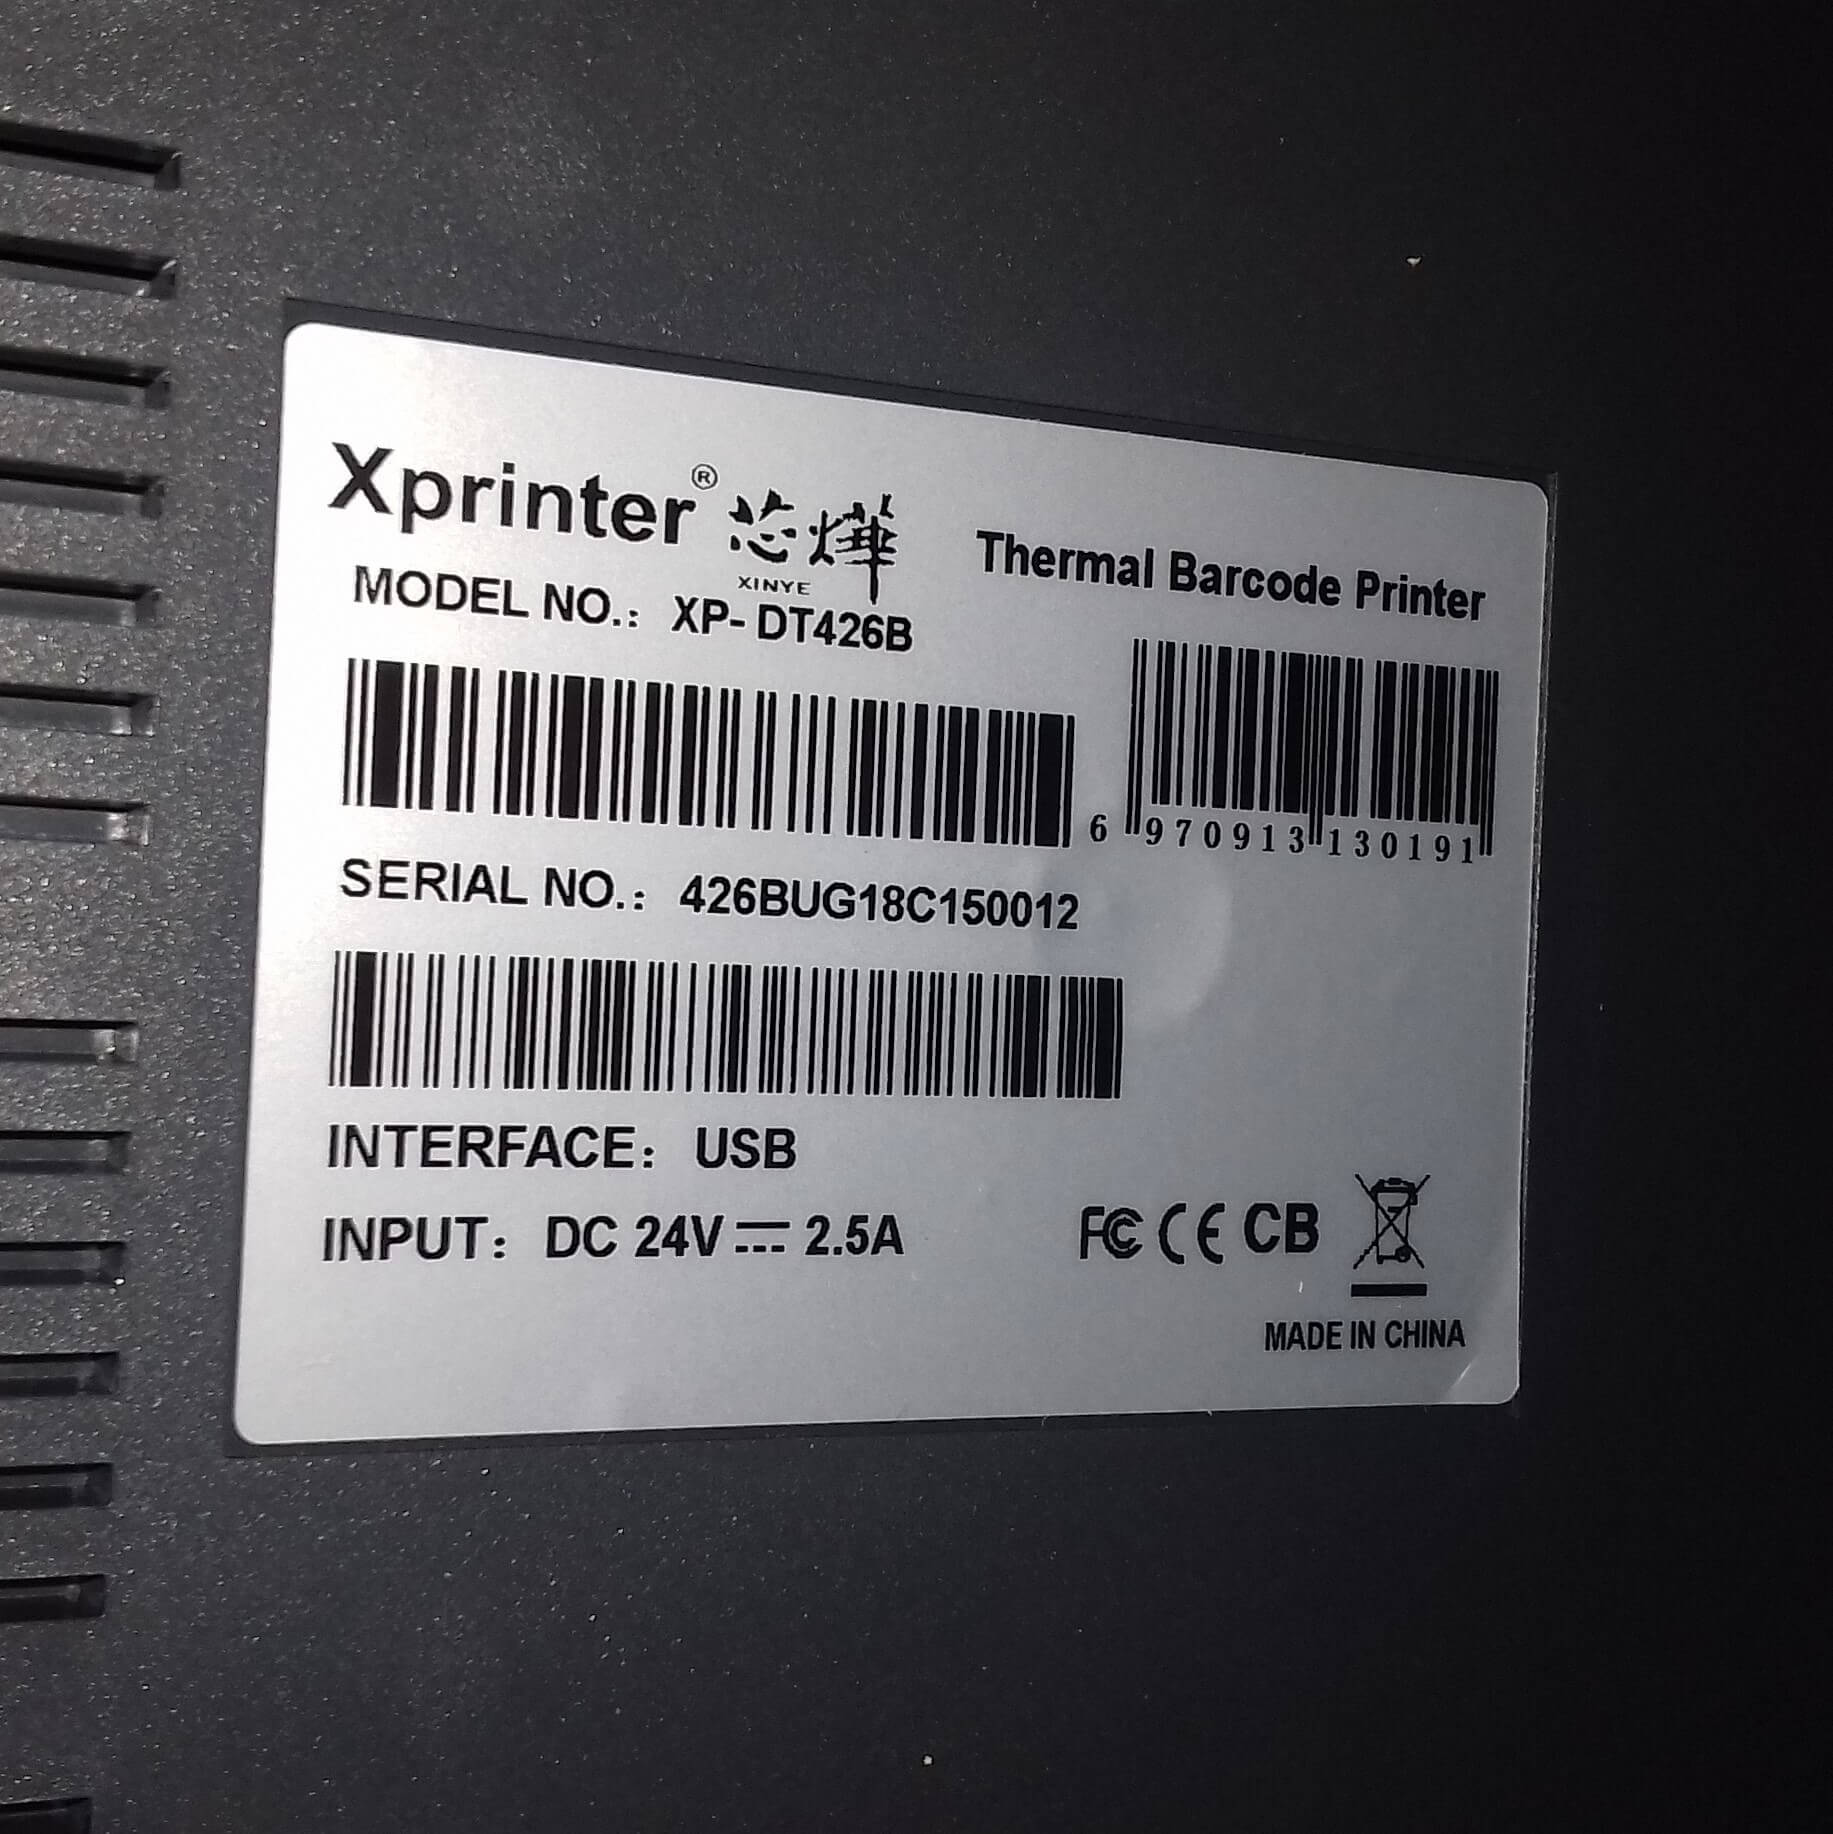 Xprinter® 芯烨
XINYE
Thermal Barcode Printer
MODEL NO.: XP- DT426B
6 970913 130191
SERIAL NO.: 426BUG18C150012
INTERFACE: USB
INPUT: DC 24V⎓2.5A
FC CE CB
MADE IN CHINA